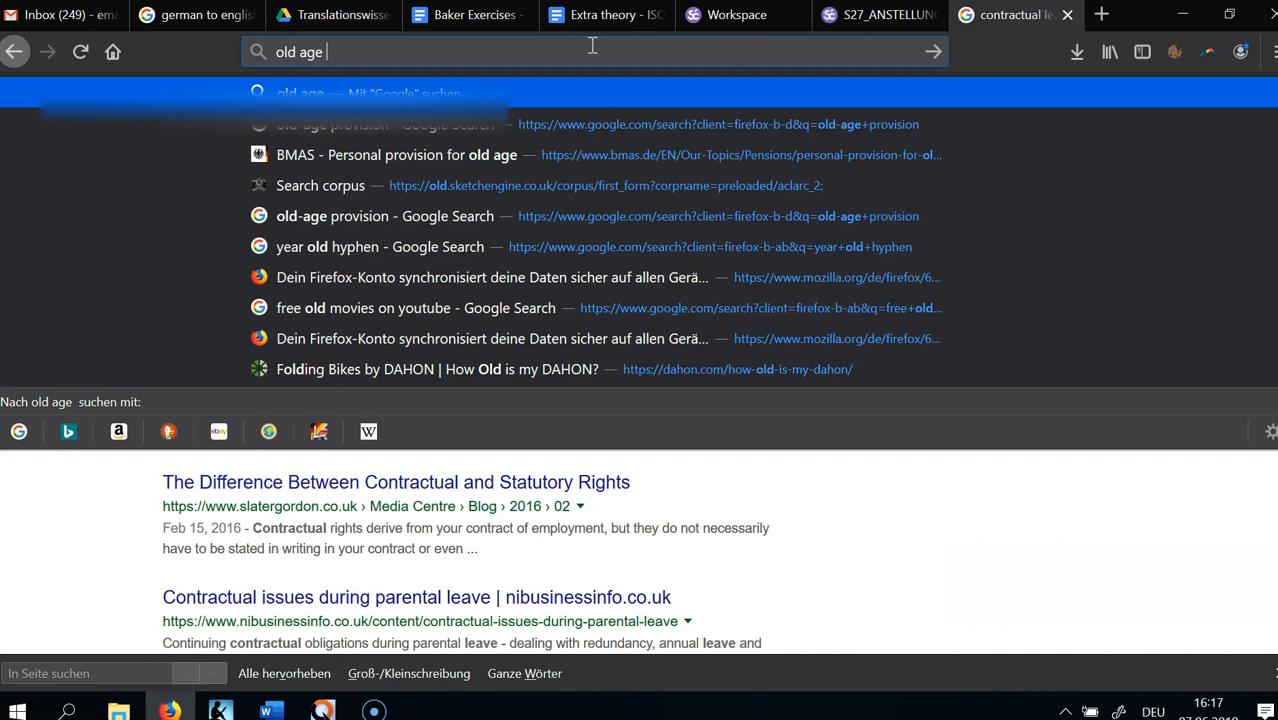 Inbox (249) - ema
german to englis
Translationswisse
Baker Exercises -
Extra theory - ISO
Workspace
S27_ANSTELLUN
contractual le
old age
old age — Mit "Google" suchen
old-age provision - Google Search — https://www.google.com/search?client=firefox-b-d&q=old-age+provision
BMAS - Personal provision for old age — https://www.bmas.de/EN/Our-Topics/Pensions/personal-provision-for-ol...
Search corpus — https://old.sketchengine.co.uk/corpus/first_form?corpname=preloaded/aclarc_2;
old-age provision - Google Search — https://www.google.com/search?client=firefox-b-d&q=old-age+provision
year old hyphen - Google Search — https://www.google.com/search?client=firefox-b-ab&q=year+old+hyphen
Dein Firefox-Konto synchronisiert deine Daten sicher auf allen Gerä... — https://www.mozilla.org/de/firefox/6...
free old movies on youtube - Google Search — https://www.google.com/search?client=firefox-b-ab&q=free+old...
Dein Firefox-Konto synchronisiert deine Daten sicher auf allen Gerä... — https://www.mozilla.org/de/firefox/6...
Folding Bikes by DAHON | How Old is my DAHON? — https://dahon.com/how-old-is-my-dahon/
Nach old age suchen mit:
The Difference Between Contractual and Statutory Rights
https://www.slatergordon.co.uk › Media Centre › Blog › 2016 › 02
Feb 15, 2016 - Contractual rights derive from your contract of employment, but they do not necessarily
have to be stated in writing in your contract or even ...
Contractual issues during parental leave | nibusinessinfo.co.uk
https://www.nibusinessinfo.co.uk/content/contractual-issues-during-parental-leave
Continuing contractual obligations during parental leave - dealing with redundancy, annual leave and
In Seite suchen
Alle hervorheben
Groß-/Kleinschreibung
Ganze Wörter
DEU
16:17